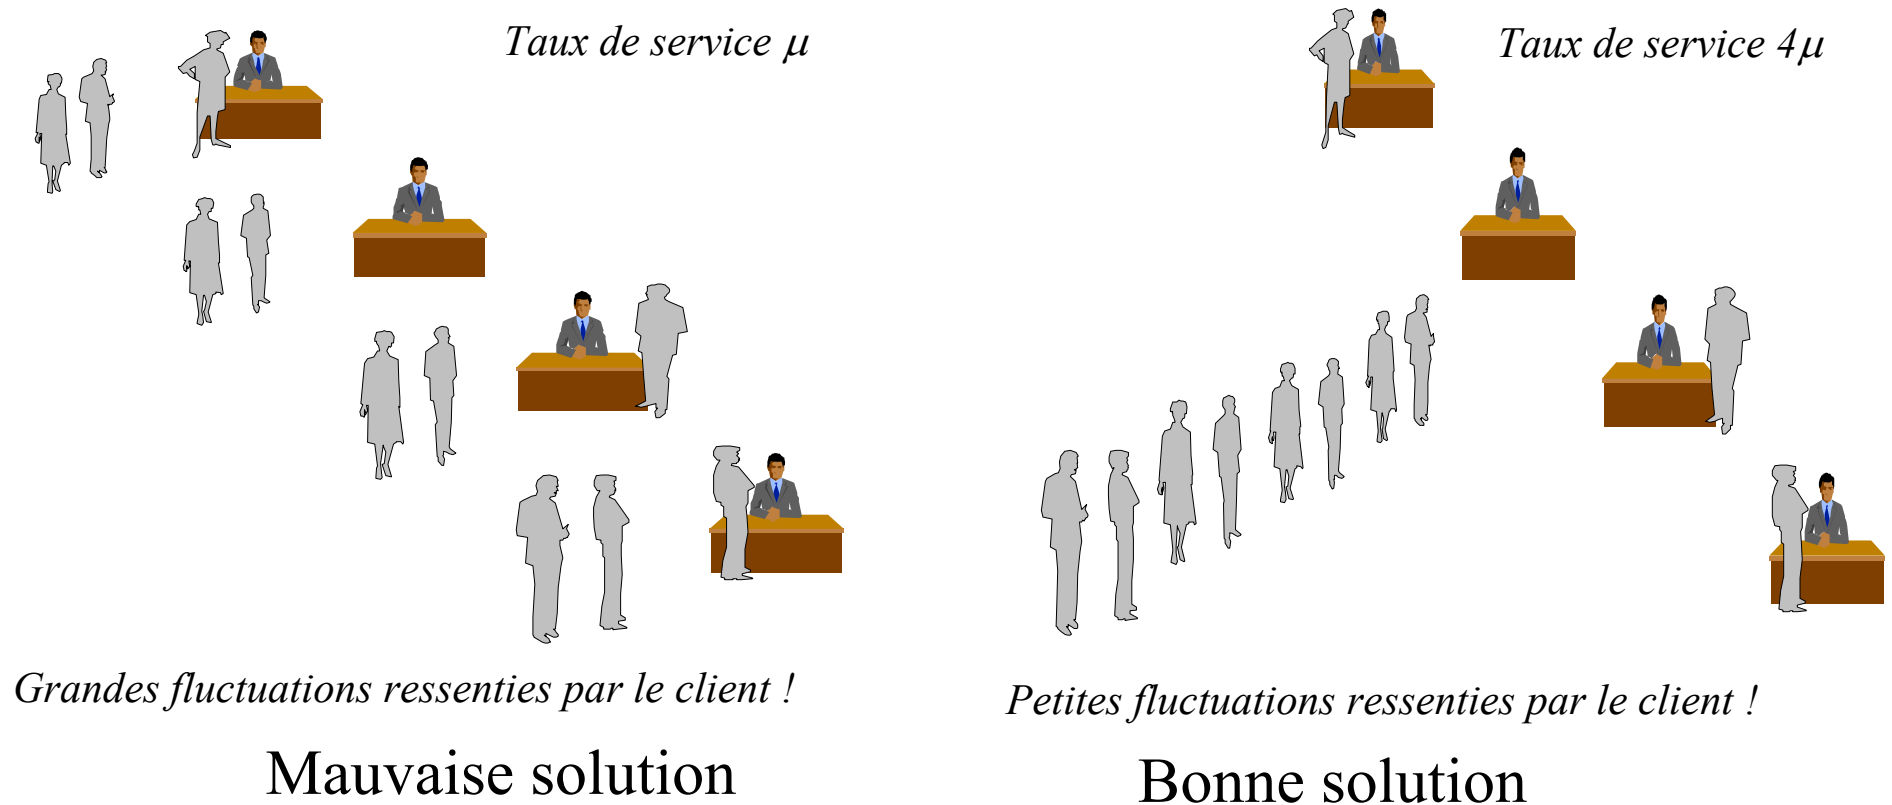 Taux de service μ
Grandes fluctuations ressenties par le client !
Mauvaise solution
Taux de service 4μ
Petites fluctuations ressenties par le client !
Bonne solution